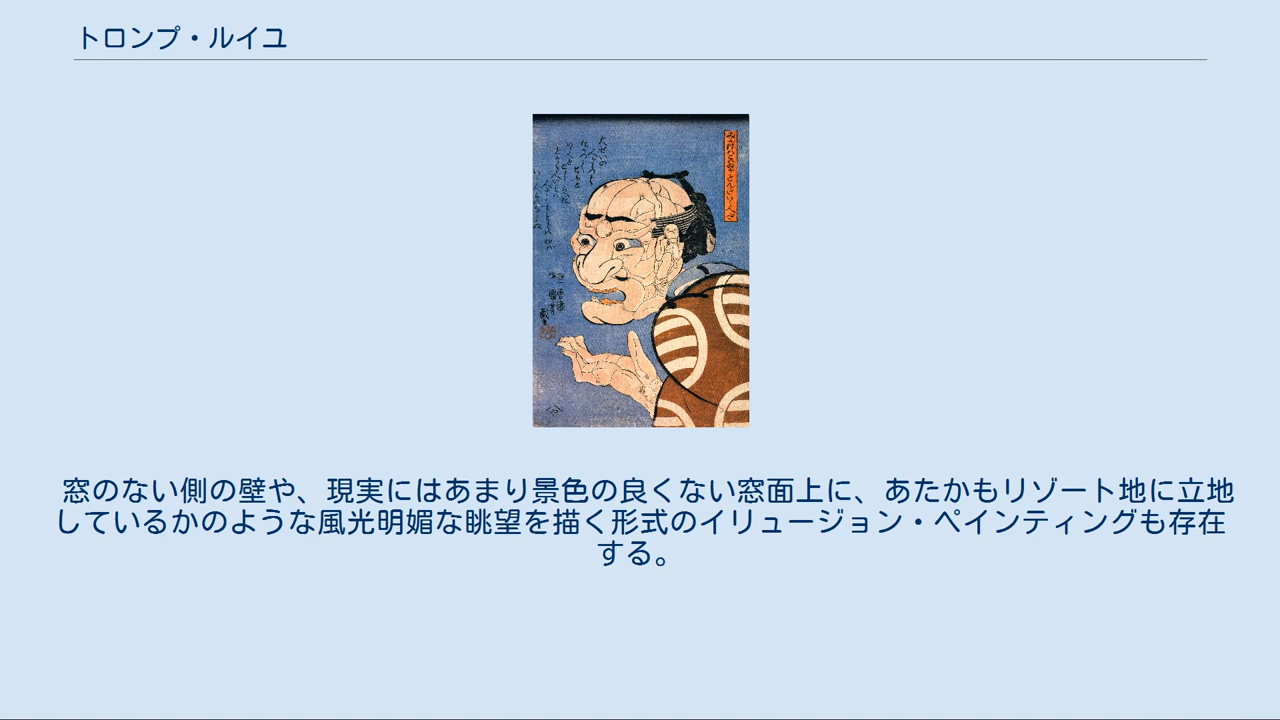 トロンプ・ルイユ
窓のない側の壁や、現実にはあまり景色の良くない窓面上に、あたかもリゾート地に立地
しているかのような風光明媚な眺望を描く形式のイリュージョン・ペインティングも存在
する。